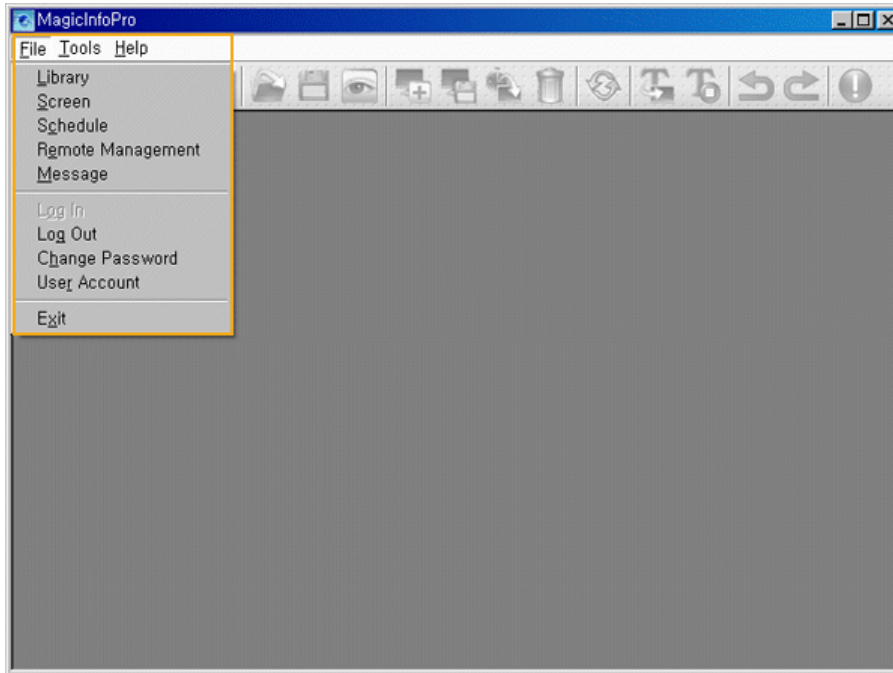 MagicInfoPro
File Tools Help
Library
Screen
Schedule
Remote Management
Message
Log In
Log Out
Change Password
User Account
Exit